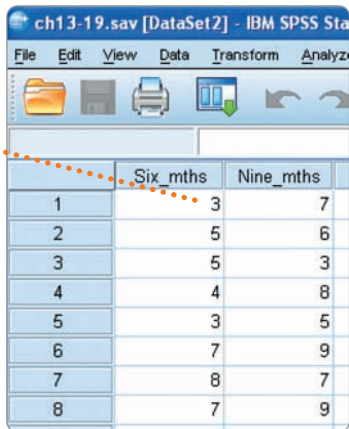 ch13-19.sav [DataSet2] - IBM SPSS Sta
File Edit View Data Transform Analyze
Six_mths Nine_mths
1 3 7
2 5 6
3 5 3
4 4 8
5 3 5
6 7 9
7 8 7
8 7 9